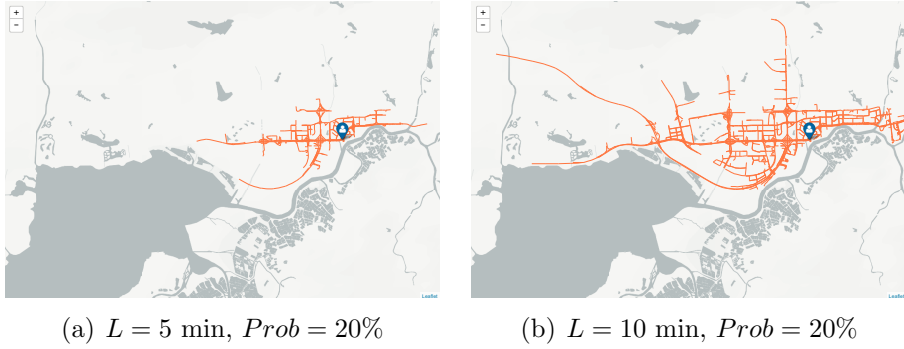 +
−
Leaflet
+
−
Leaflet
(a) L = 5 min, Prob = 20%
(b) L = 10 min, Prob = 20%